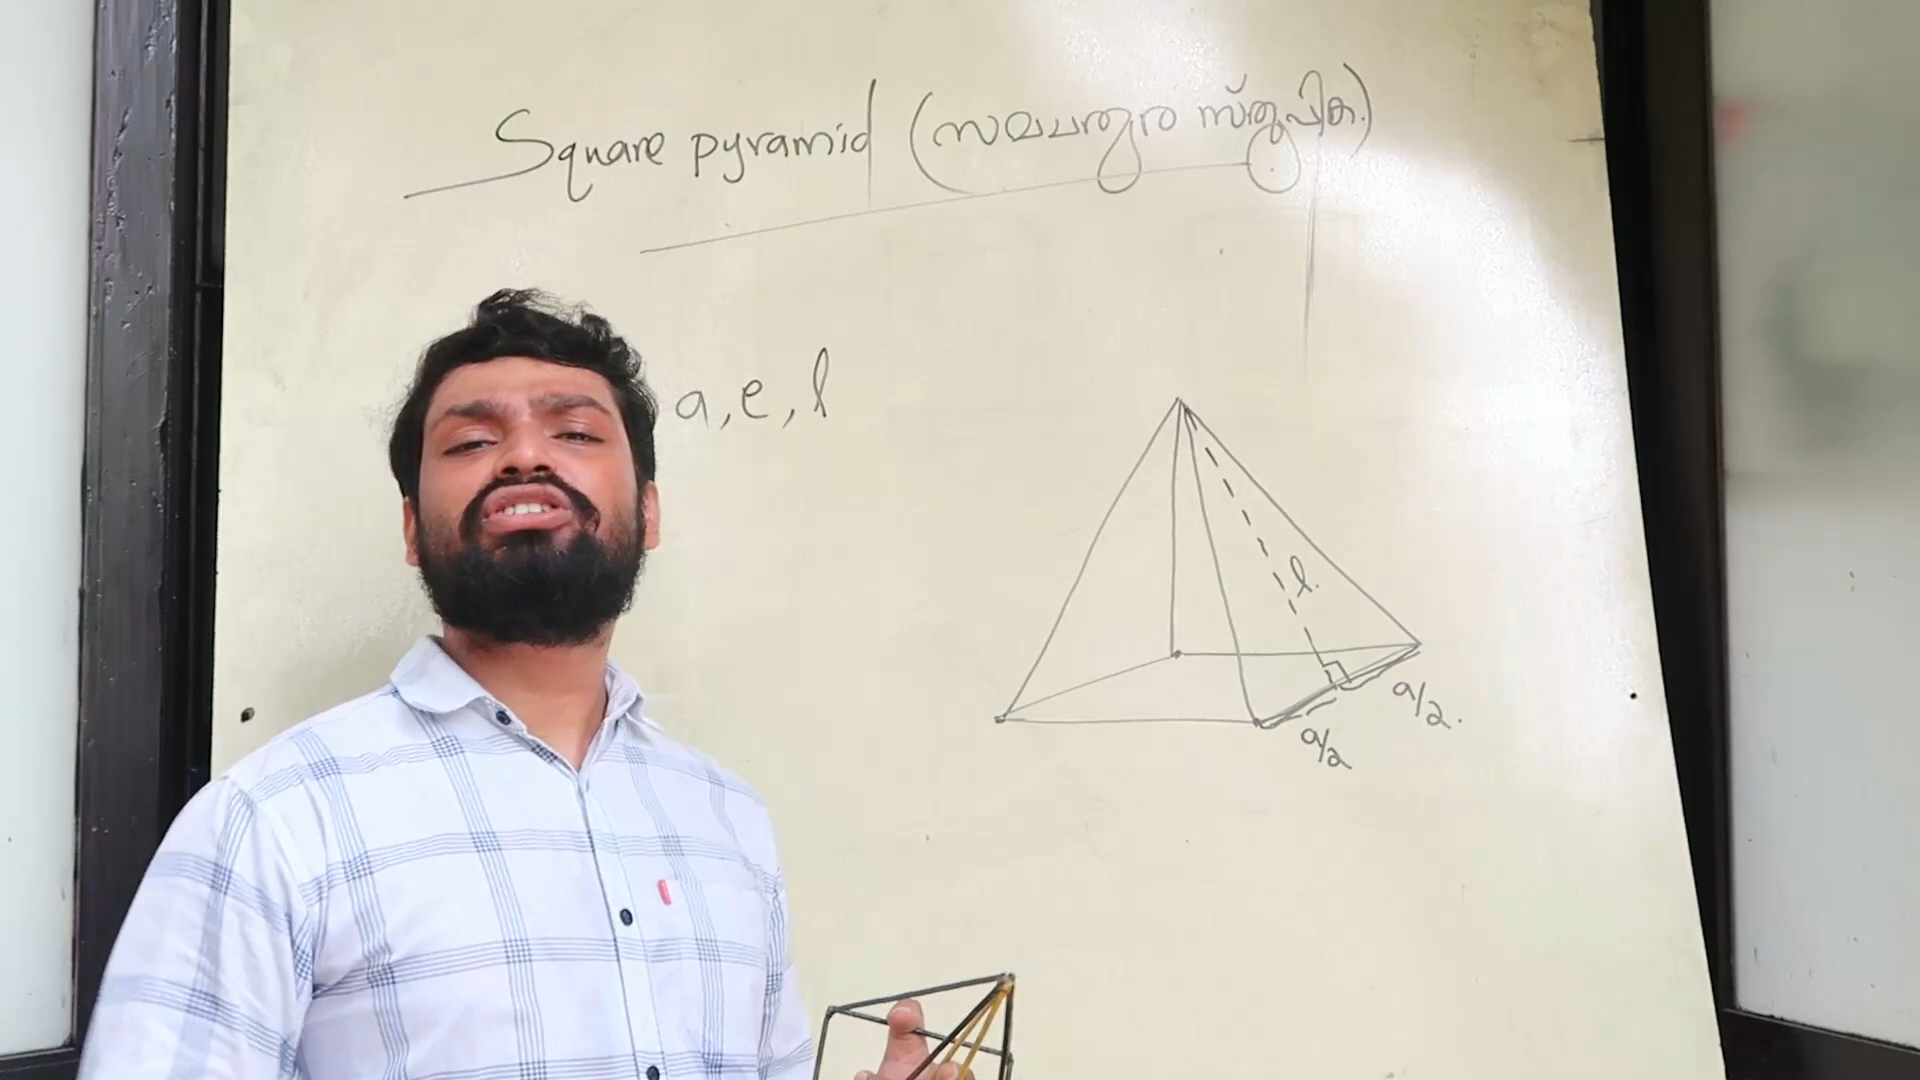 Square pyramid (സമചതുര സ്തൂപിക.)
a, e, l
l.
a/2.
a/2